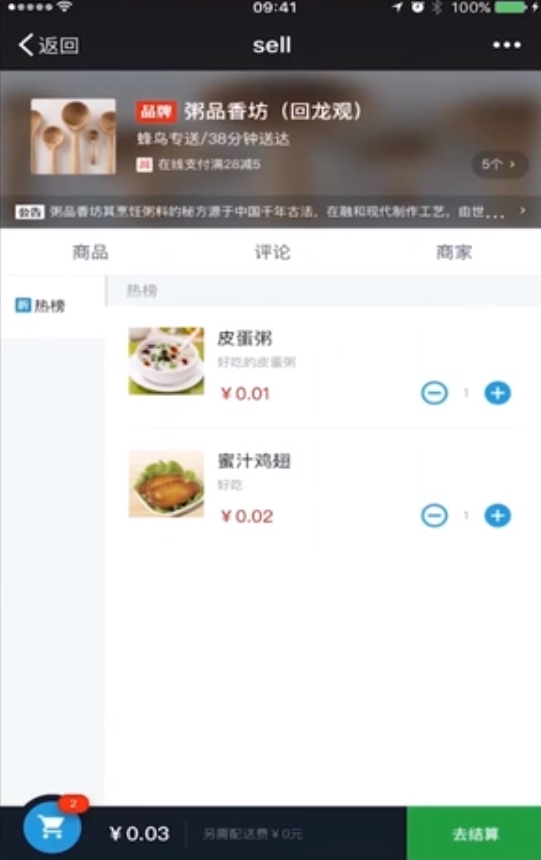 09:41
100%
返回
sell
品牌 粥品香坊（回龙观）
蜂鸟专送/38分钟送达
减 在线支付满28减5
5个 >
公告 粥品香坊其烹饪粥料的秘方源于中国千年古法，在融和现代制作工艺，由世... >
商品
评论
商家
折 热榜
热榜
皮蛋粥
好吃的皮蛋粥
￥0.01
1
蜜汁鸡翅
好吃
￥0.02
1
2
￥0.03
另需配送费￥0元
去结算